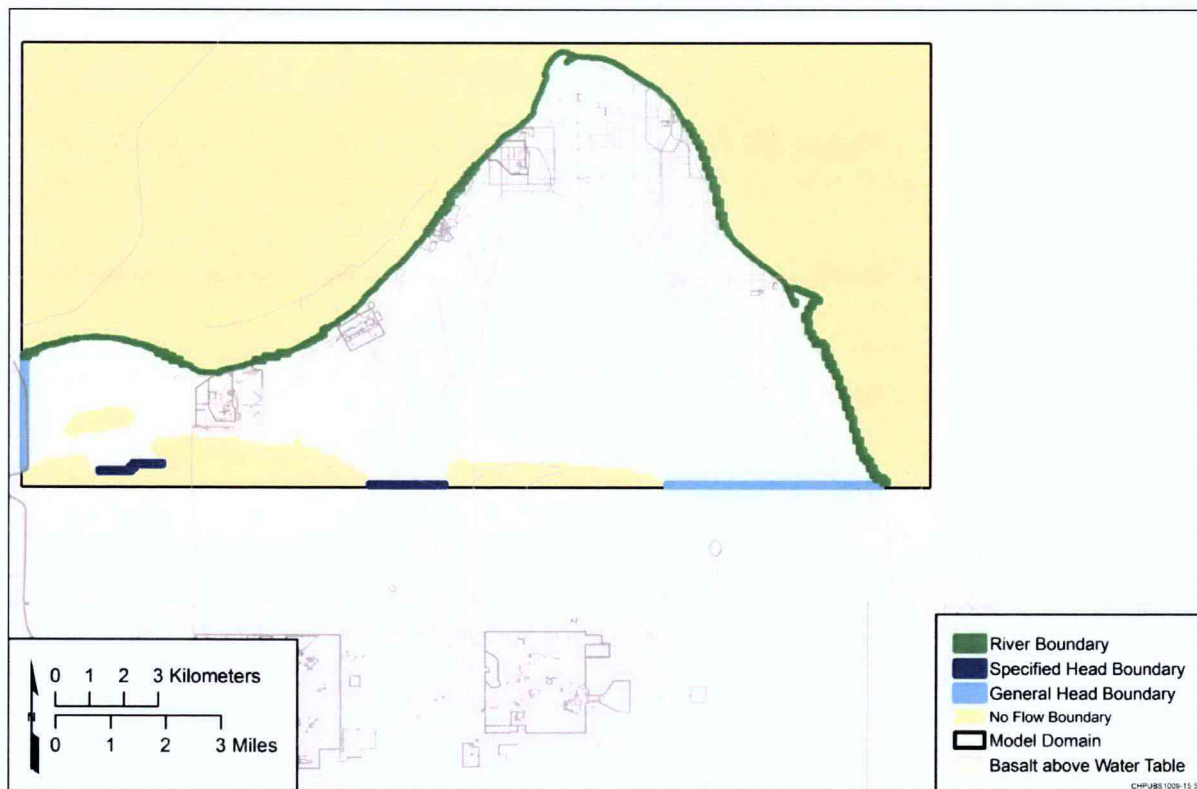 River Boundary
Specified Head Boundary
General Head Boundary
No Flow Boundary
Model Domain
Basalt above Water Table
0 1 2 3 Kilometers
N
0 1 2 3 Miles